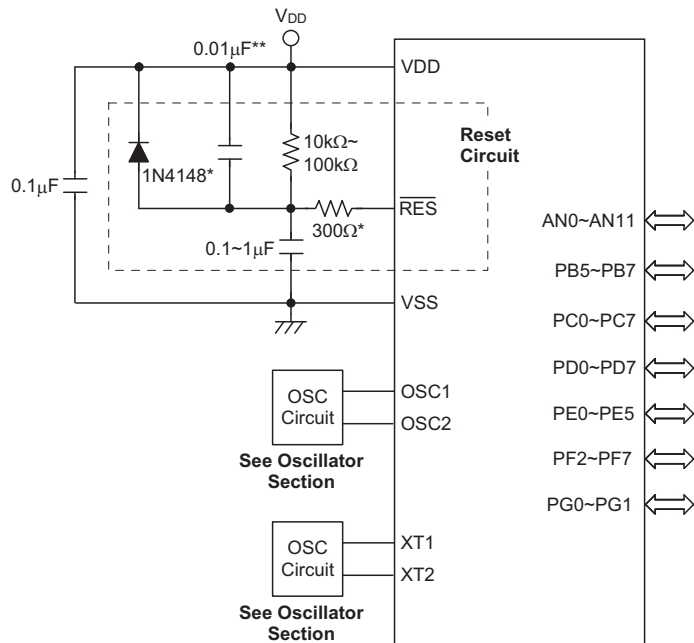 VDD
0.01μF**
VDD
Reset
Circuit
10kΩ~
100kΩ
1N4148*
0.1μF
RES
300Ω*
0.1~1μF
VSS
AN0~AN11
PB5~PB7
PC0~PC7
PD0~PD7
PE0~PE5
PF2~PF7
PG0~PG1
OSC
Circuit
OSC1
OSC2
See Oscillator
Section
OSC
Circuit
XT1
XT2
See Oscillator
Section